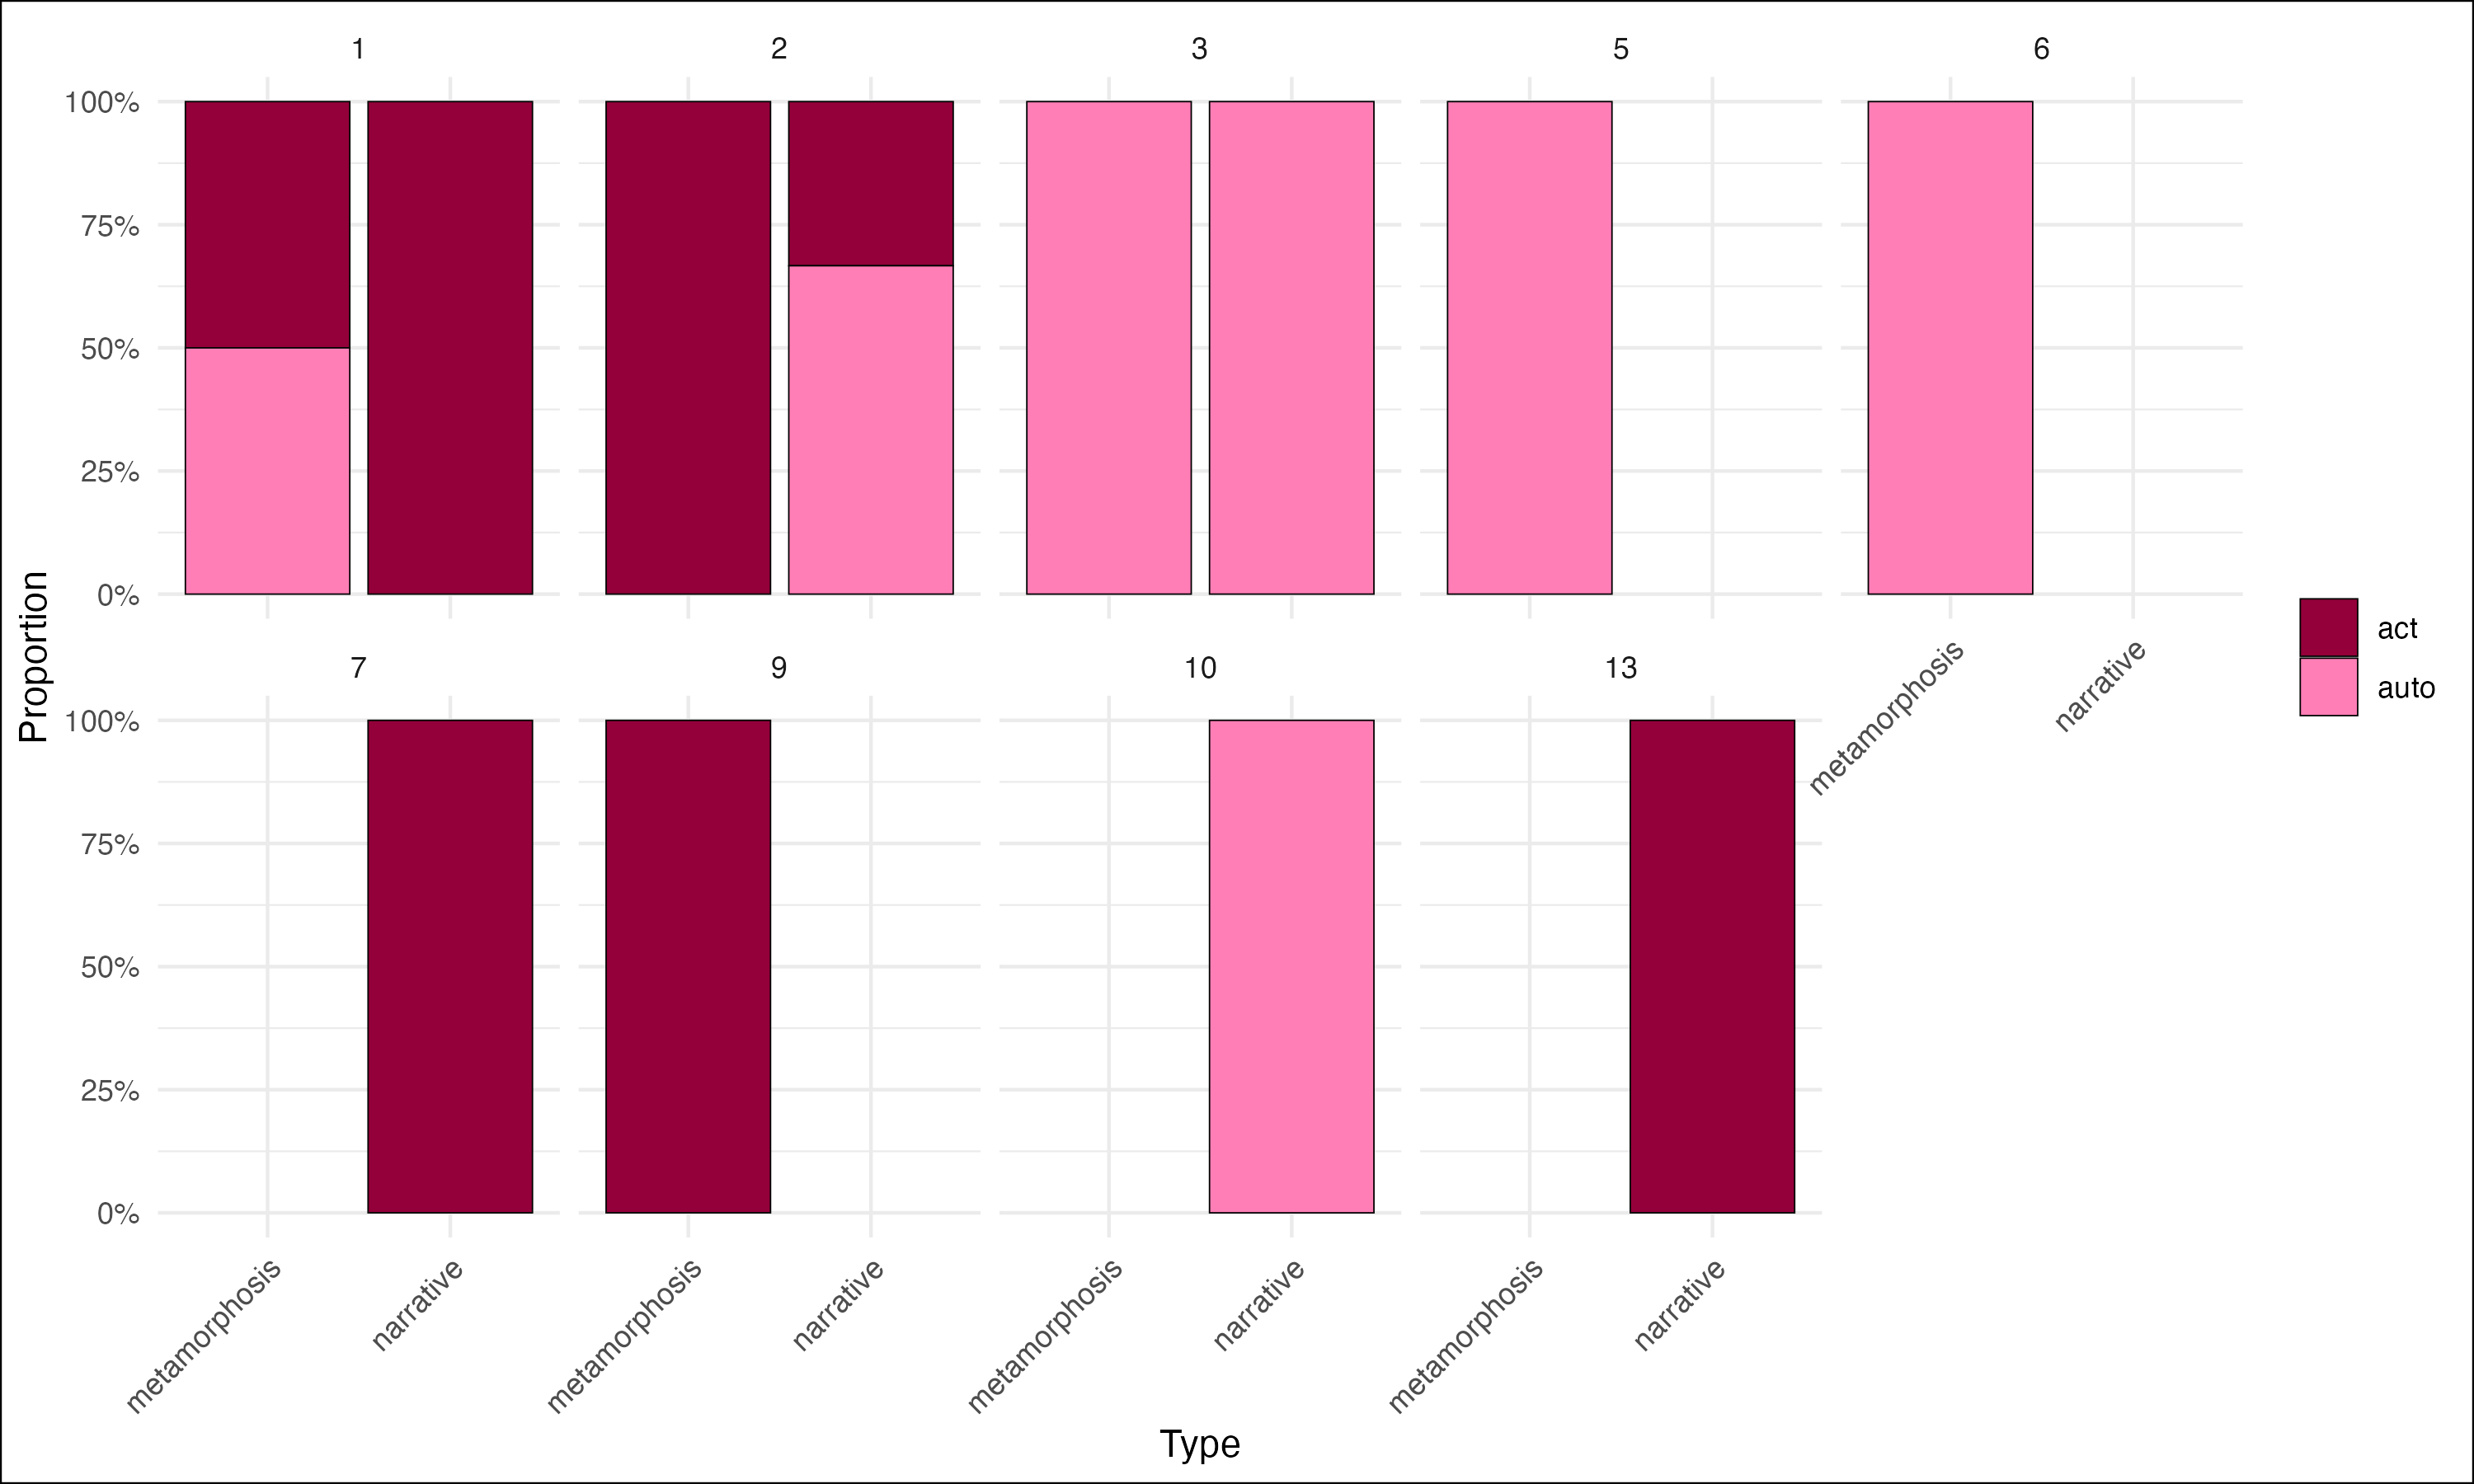 1 2 3 5 6
100%
75%
50%
25%
0%
metamorphosis narrative
7 9 10 13
100%
75%
50%
25%
0%
metamorphosis narrative metamorphosis narrative metamorphosis narrative metamorphosis narrative
Type
Proportion
act
auto